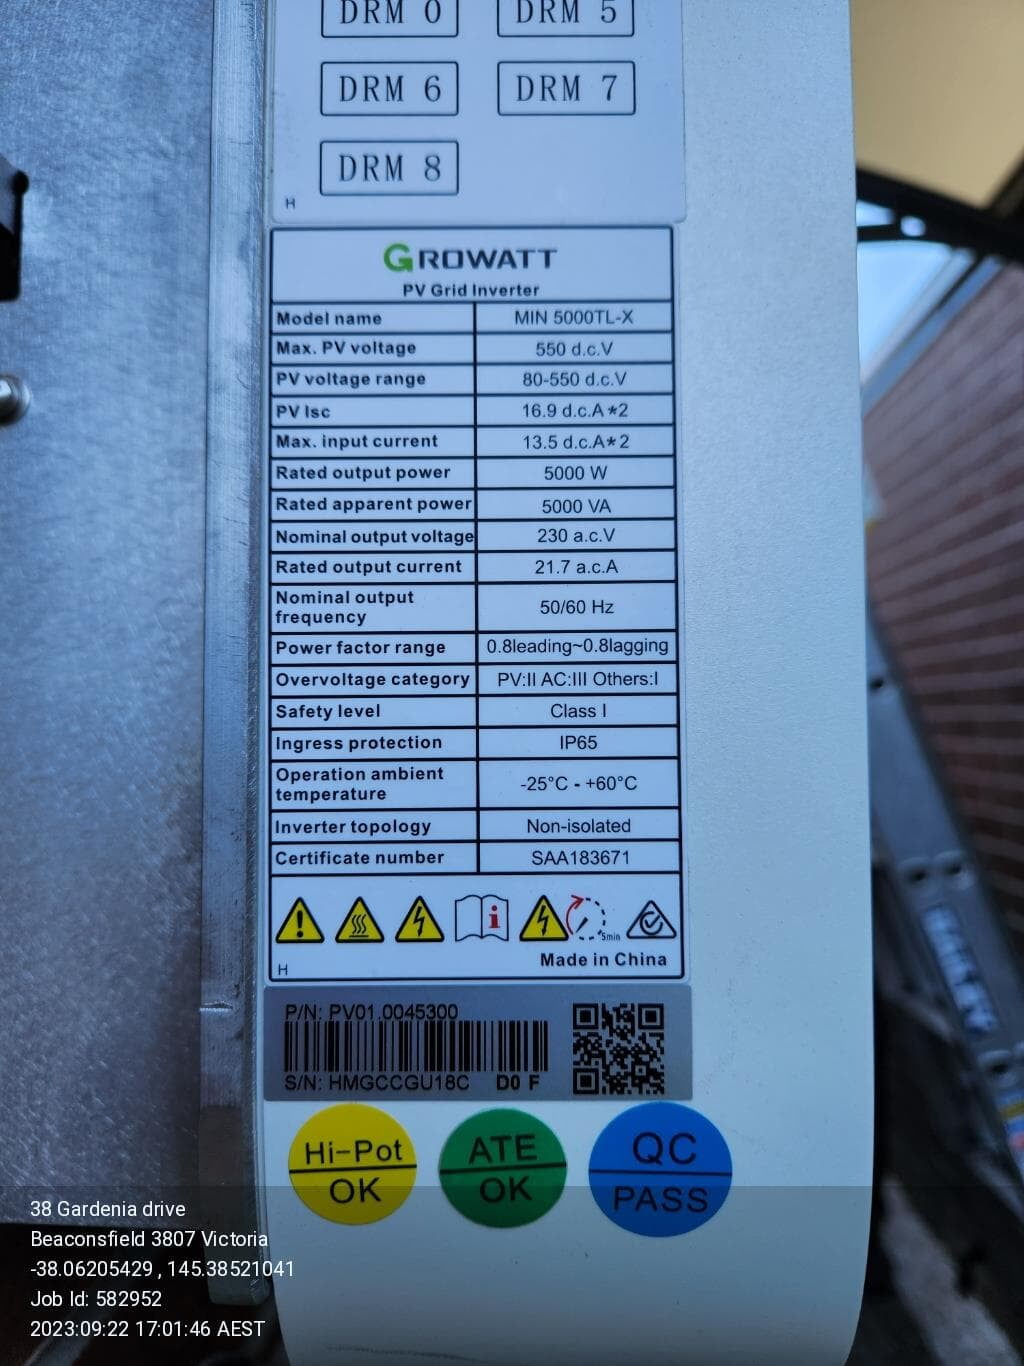 DRM 0 DRM 5
DRM 6 DRM 7
DRM 8
H
GROWATT
PV Grid Inverter
Model name MIN 5000TL-X
Max. PV voltage 550 d.c.V
PV voltage range 80-550 d.c.V
PV Isc 16.9 d.c.A*2
Max. input current 13.5 d.c.A*2
Rated output power 5000 W
Rated apparent power 5000 VA
Nominal output voltage 230 a.c.V
Rated output current 21.7 a.c.A
Nominal output
frequency 50/60 Hz
Power factor range 0.8leading~0.8lagging
Overvoltage category PV:II AC:III Others:I
Safety level Class I
Ingress protection IP65
Operation ambient
temperature -25°C - +60°C
Inverter topology Non-isolated
Certificate number SAA183671
5min
Made in China
H
P/N: PV01.0045300
S/N: HMGCCGU18C D0 F
Hi-Pot
OK
ATE
OK
QC
PASS
38 Gardenia drive
Beaconsfield 3807 Victoria
-38.06205429 , 145.38521041
Job Id: 582952
2023:09:22 17:01:46 AEST